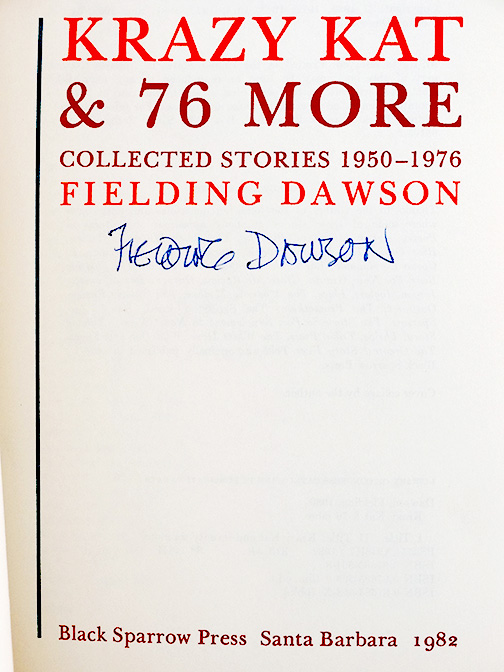 KRAZY KAT
& 76 MORE
COLLECTED STORIES 1950–1976
FIELDING DAWSON
FIELDING DAWSON
Black Sparrow Press Santa Barbara 1982